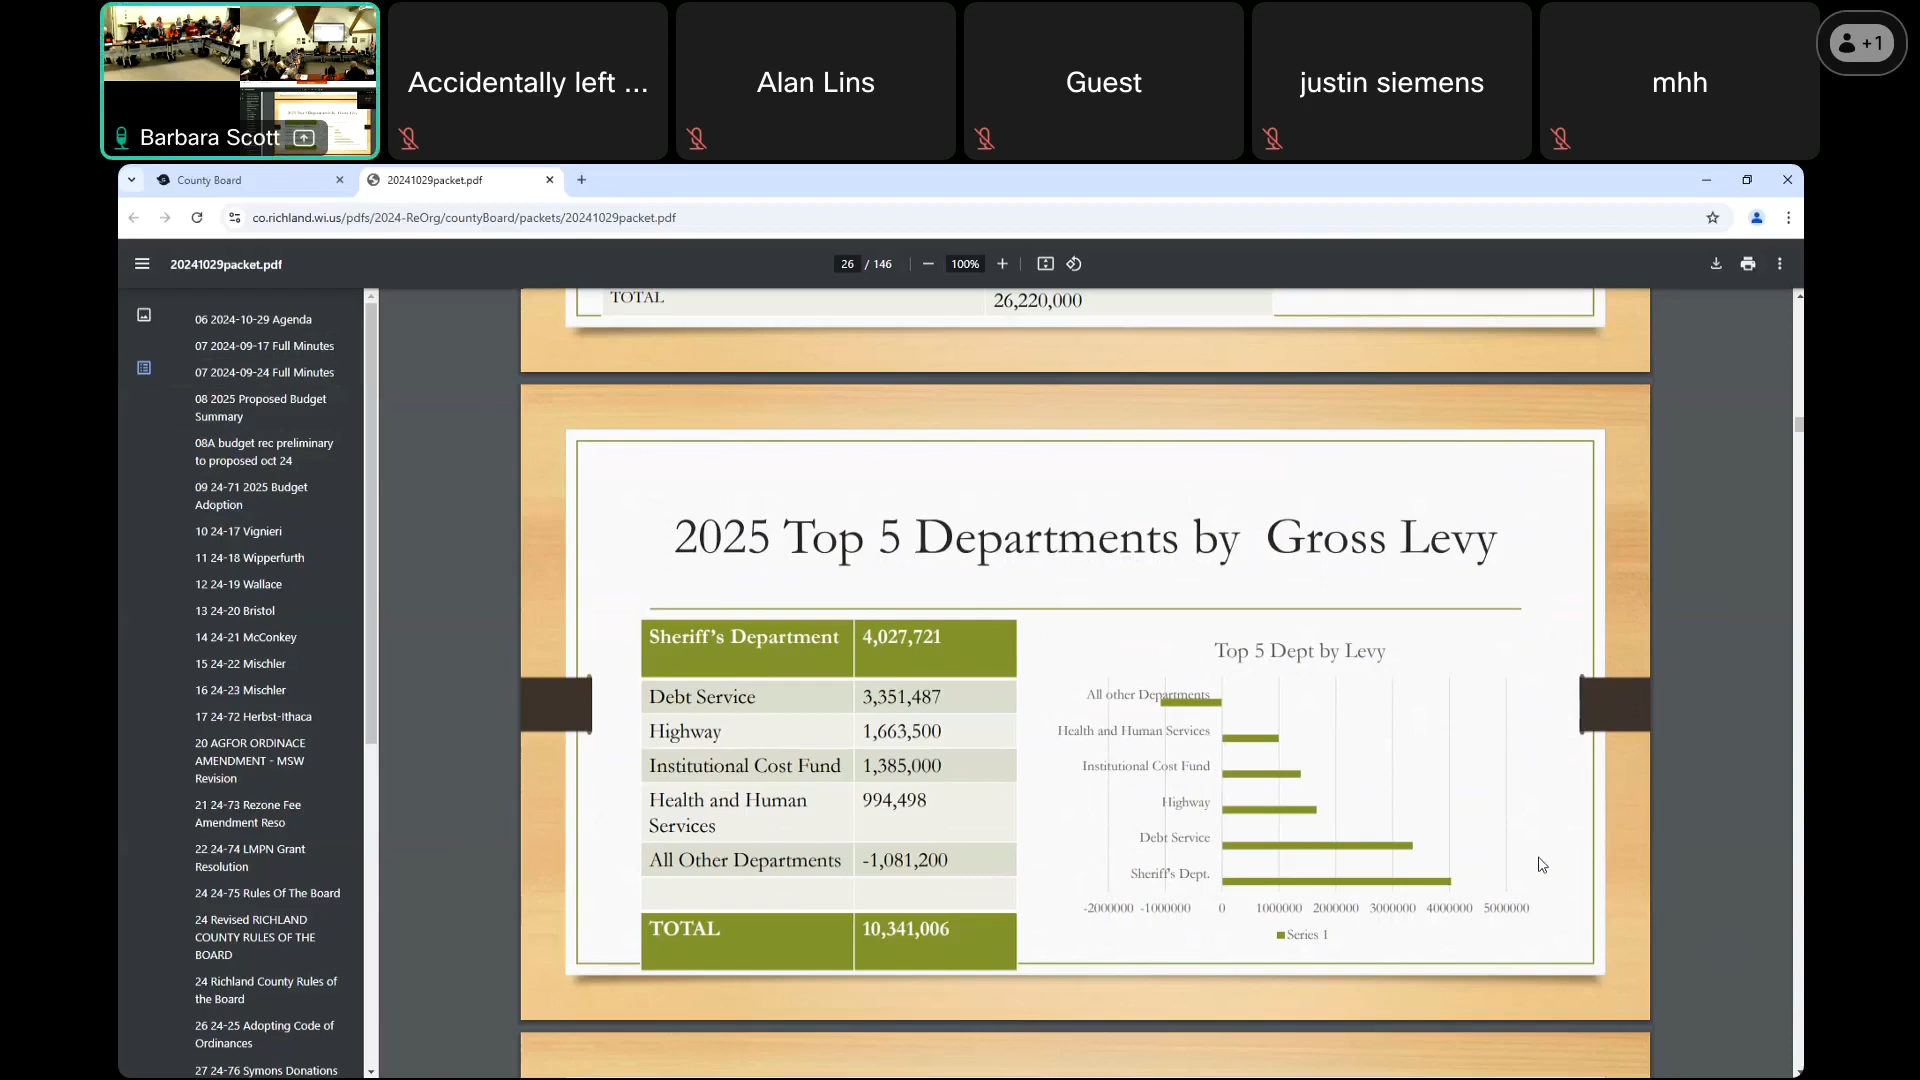 Barbara Scott
Accidentally left ...
Alan Lins
Guest
justin siemens
mhh
+1
County Board
20241029packet.pdf
co.richland.wi.us/pdfs/2024-ReOrg/countyBoard/packets/20241029packet.pdf
20241029packet.pdf
26 / 146
100%
06 2024-10-29 Agenda
07 2024-09-17 Full Minutes
07 2024-09-24 Full Minutes
08 2025 Proposed Budget
Summary
08A budget rec preliminary
to proposed oct 24
09 24-71 2025 Budget
Adoption
10 24-17 Vignieri
11 24-18 Wipperfurth
12 24-19 Wallace
13 24-20 Bristol
14 24-21 McConkey
15 24-22 Mischler
16 24-23 Mischler
17 24-72 Herbst-Ithaca
20 AGFOR ORDINACE
AMENDMENT - MSW
Revision
21 24-73 Rezone Fee
Amendment Reso
22 24-74 LMPN Grant
Resolution
24 24-75 Rules Of The Board
24 Revised RICHLAND
COUNTY RULES OF THE
BOARD
24 Richland County Rules of
the Board
26 24-25 Adopting Code of
Ordinances
27 24-76 Symons Donations
TOTAL 26,220,000
2025 Top 5 Departments by Gross Levy
Sheriff's Department 4,027,721
Debt Service 3,351,487
Highway 1,663,500
Institutional Cost Fund 1,385,000
Health and Human
Services 994,498
All Other Departments -1,081,200
TOTAL 10,341,006
Top 5 Dept by Levy
All other Departments
Health and Human Services
Institutional Cost Fund
Highway
Debt Service
Sheriff's Dept.
-2000000 -1000000 0 1000000 2000000 3000000 4000000 5000000
Series 1